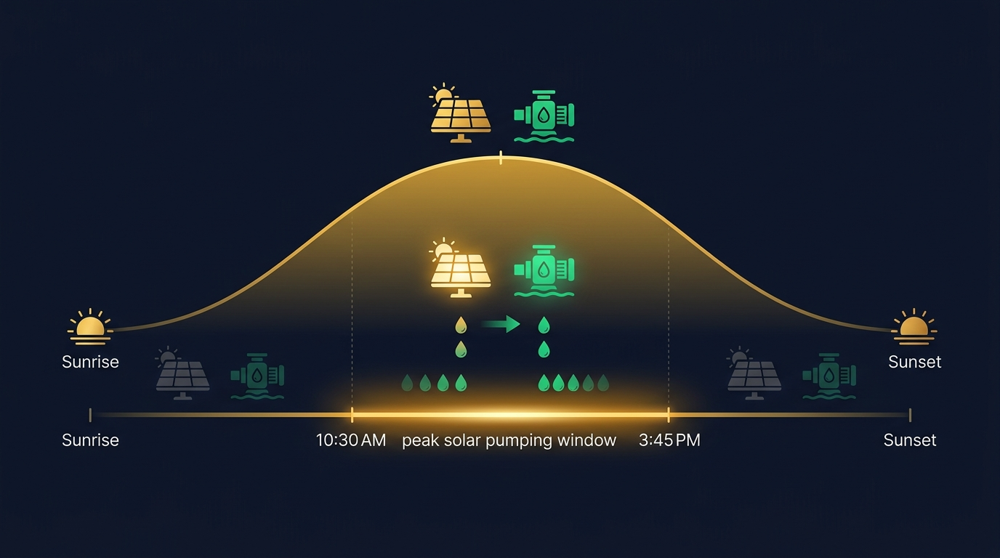 Sunrise
Sunset
Sunrise
10:30 AM
peak solar pumping window
3:45 PM
Sunset